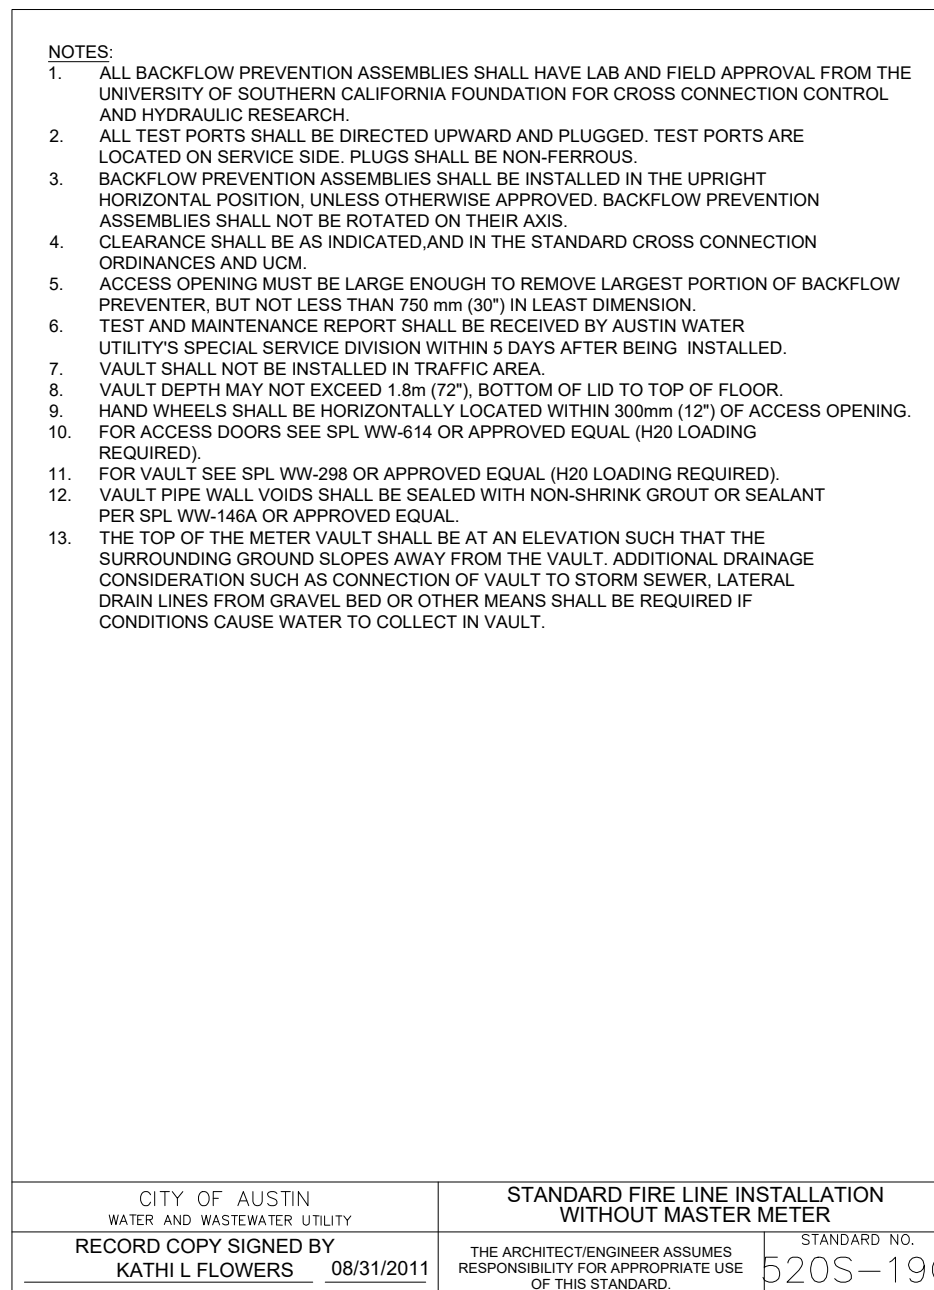 NOTES:
1. ALL BACKFLOW PREVENTION ASSEMBLIES SHALL HAVE LAB AND FIELD APPROVAL FROM THE
UNIVERSITY OF SOUTHERN CALIFORNIA FOUNDATION FOR CROSS CONNECTION CONTROL
AND HYDRAULIC RESEARCH.
2. ALL TEST PORTS SHALL BE DIRECTED UPWARD AND PLUGGED. TEST PORTS ARE
LOCATED ON SERVICE SIDE. PLUGS SHALL BE NON-FERROUS.
3. BACKFLOW PREVENTION ASSEMBLIES SHALL BE INSTALLED IN THE UPRIGHT
HORIZONTAL POSITION, UNLESS OTHERWISE APPROVED. BACKFLOW PREVENTION
ASSEMBLIES SHALL NOT BE ROTATED ON THEIR AXIS.
4. CLEARANCE SHALL BE AS INDICATED,AND IN THE STANDARD CROSS CONNECTION
ORDINANCES AND UCM.
5. ACCESS OPENING MUST BE LARGE ENOUGH TO REMOVE LARGEST PORTION OF BACKFLOW
PREVENTER, BUT NOT LESS THAN 750 mm (30") IN LEAST DIMENSION.
6. TEST AND MAINTENANCE REPORT SHALL BE RECEIVED BY AUSTIN WATER
UTILITY'S SPECIAL SERVICE DIVISION WITHIN 5 DAYS AFTER BEING INSTALLED.
7. VAULT SHALL NOT BE INSTALLED IN TRAFFIC AREA.
8. VAULT DEPTH MAY NOT EXCEED 1.8m (72"), BOTTOM OF LID TO TOP OF FLOOR.
9. HAND WHEELS SHALL BE HORIZONTALLY LOCATED WITHIN 300mm (12") OF ACCESS OPENING.
10. FOR ACCESS DOORS SEE SPL WW-614 OR APPROVED EQUAL (H20 LOADING
REQUIRED).
11. FOR VAULT SEE SPL WW-298 OR APPROVED EQUAL (H20 LOADING REQUIRED).
12. VAULT PIPE WALL VOIDS SHALL BE SEALED WITH NON-SHRINK GROUT OR SEALANT
PER SPL WW-146A OR APPROVED EQUAL.
13. THE TOP OF THE METER VAULT SHALL BE AT AN ELEVATION SUCH THAT THE
SURROUNDING GROUND SLOPES AWAY FROM THE VAULT. ADDITIONAL DRAINAGE
CONSIDERATION SUCH AS CONNECTION OF VAULT TO STORM SEWER, LATERAL
DRAIN LINES FROM GRAVEL BED OR OTHER MEANS SHALL BE REQUIRED IF
CONDITIONS CAUSE WATER TO COLLECT IN VAULT.
CITY OF AUSTIN
WATER AND WASTEWATER UTILITY
STANDARD FIRE LINE INSTALLATION
WITHOUT MASTER METER
RECORD COPY SIGNED BY
KATHI L FLOWERS 08/31/2011
THE ARCHITECT/ENGINEER ASSUMES
RESPONSIBILITY FOR APPROPRIATE USE
OF THIS STANDARD.
STANDARD NO.
520S-19